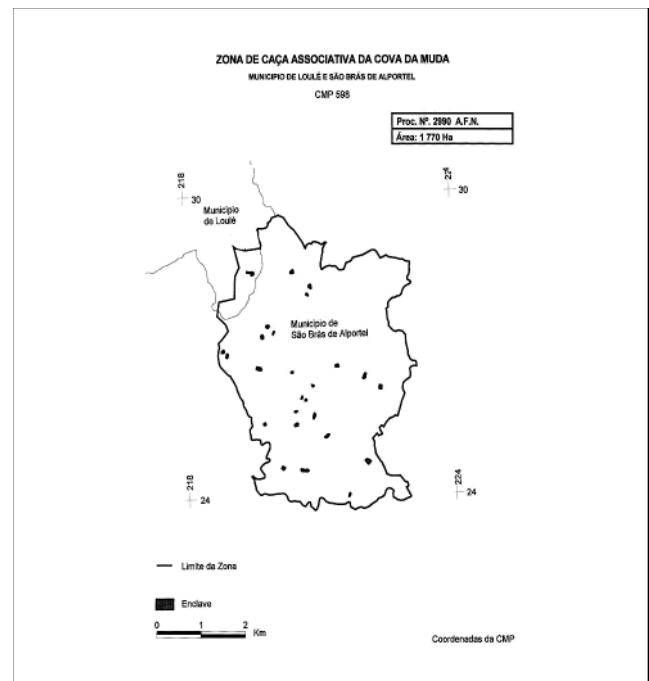 ZONA DE CAÇA ASSOCIATIVA DA COVA DA MUDA
MUNICIPIO DE LOULÉ E SÃO BRÁS DE ALPORTEL
CMP 598
Proc. Nº. 2990 A.F.N.
Área: 1 770 Ha
218
30
30
Município
de Loulé
Município de
São Brás de Alportel
218
24
224
24
Limite da Zona
Enclave
0 1 2
Km
Coordenadas da CMP